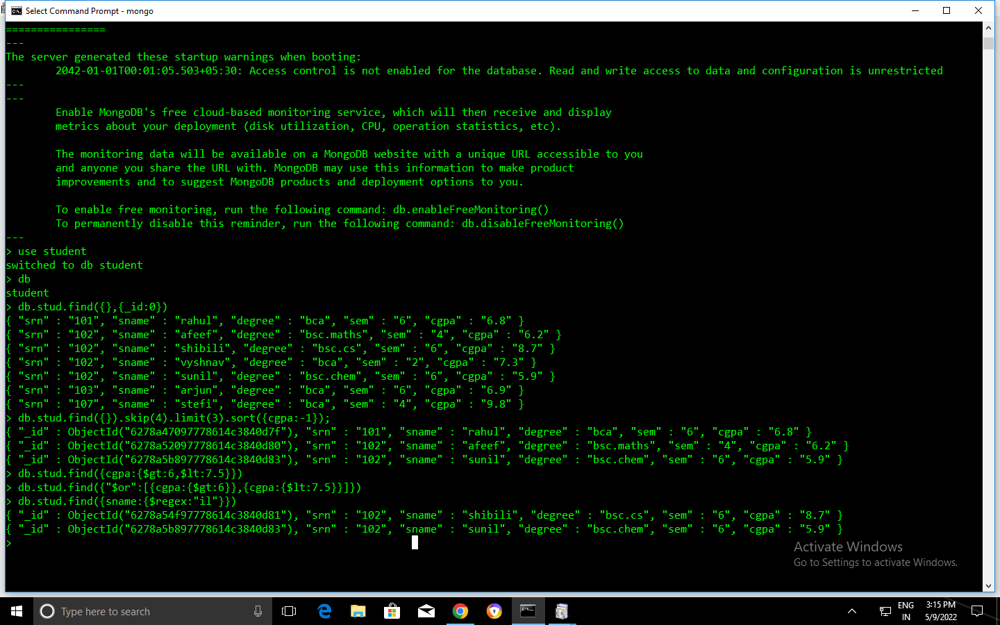 Select Command Prompt - mongo
================
---
The server generated these startup warnings when booting:
        2042-01-01T00:01:05.503+05:30: Access control is not enabled for the database. Read and write access to data and configuration is unrestricted
---
---
        Enable MongoDB's free cloud-based monitoring service, which will then receive and display
        metrics about your deployment (disk utilization, CPU, operation statistics, etc).

        The monitoring data will be available on a MongoDB website with a unique URL accessible to you
        and anyone you share the URL with. MongoDB may use this information to make product
        improvements and to suggest MongoDB products and deployment options to you.

        To enable free monitoring, run the following command: db.enableFreeMonitoring()
        To permanently disable this reminder, run the following command: db.disableFreeMonitoring()
---
> use student
switched to db student
> db
student
> db.stud.find({},{_id:0})
{ "srn" : "101", "sname" : "rahul", "degree" : "bca", "sem" : "6", "cgpa" : "6.8" }
{ "srn" : "102", "sname" : "afeef", "degree" : "bsc.maths", "sem" : "4", "cgpa" : "6.2" }
{ "srn" : "102", "sname" : "shibili", "degree" : "bsc.cs", "sem" : "6", "cgpa" : "8.7" }
{ "srn" : "102", "sname" : "vyshnav", "degree" : "bca", "sem" : "2", "cgpa" : "7.3" }
{ "srn" : "102", "sname" : "sunil", "degree" : "bsc.chem", "sem" : "6", "cgpa" : "5.9" }
{ "srn" : "103", "sname" : "arjun", "degree" : "bca", "sem" : "6", "cgpa" : "6.9" }
{ "srn" : "107", "sname" : "stefi", "degree" : "bca", "sem" : "4", "cgpa" : "9.8" }
> db.stud.find({}).skip(4).limit(3).sort({cgpa:-1});
{ "_id" : ObjectId("6278a47097778614c3840d7f"), "srn" : "101", "sname" : "rahul", "degree" : "bca", "sem" : "6", "cgpa" : "6.8" }
{ "_id" : ObjectId("6278a52097778614c3840d80"), "srn" : "102", "sname" : "afeef", "degree" : "bsc.maths", "sem" : "4", "cgpa" : "6.2" }
{ "_id" : ObjectId("6278a5b897778614c3840d83"), "srn" : "102", "sname" : "sunil", "degree" : "bsc.chem", "sem" : "6", "cgpa" : "5.9" }
> db.stud.find({cgpa:{$gt:6,$lt:7.5}})
> db.stud.find({"$or":[{cgpa:{$gt:6}},{cgpa:{$lt:7.5}}]})
> db.stud.find({sname:{$regex:"il"}})
{ "_id" : ObjectId("6278a54f97778614c3840d81"), "srn" : "102", "sname" : "shibili", "degree" : "bsc.cs", "sem" : "6", "cgpa" : "8.7" }
{ "_id" : ObjectId("6278a5b897778614c3840d83"), "srn" : "102", "sname" : "sunil", "degree" : "bsc.chem", "sem" : "6", "cgpa" : "5.9" }
>
Activate Windows
Go to Settings to activate Windows.
Type here to search
ENG
IN
3:15 PM
5/9/2022